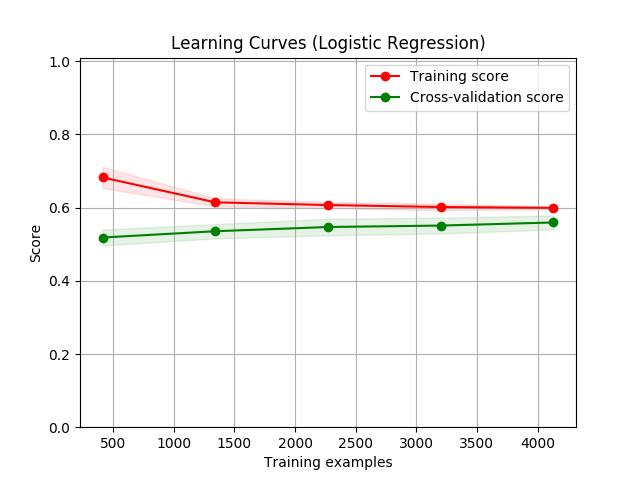 Learning Curves (Logistic Regression)
Training score
Cross-validation score
1.0
0.8
0.6
0.4
0.2
0.0
Score
500 1000 1500 2000 2500 3000 3500 4000
Training examples